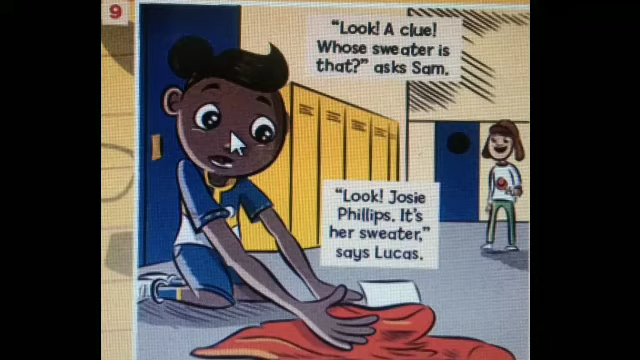 9
“Look! A clue!
Whose sweater is
that?” asks Sam.
“Look! Josie
Phillips. It’s
her sweater,”
says Lucas.